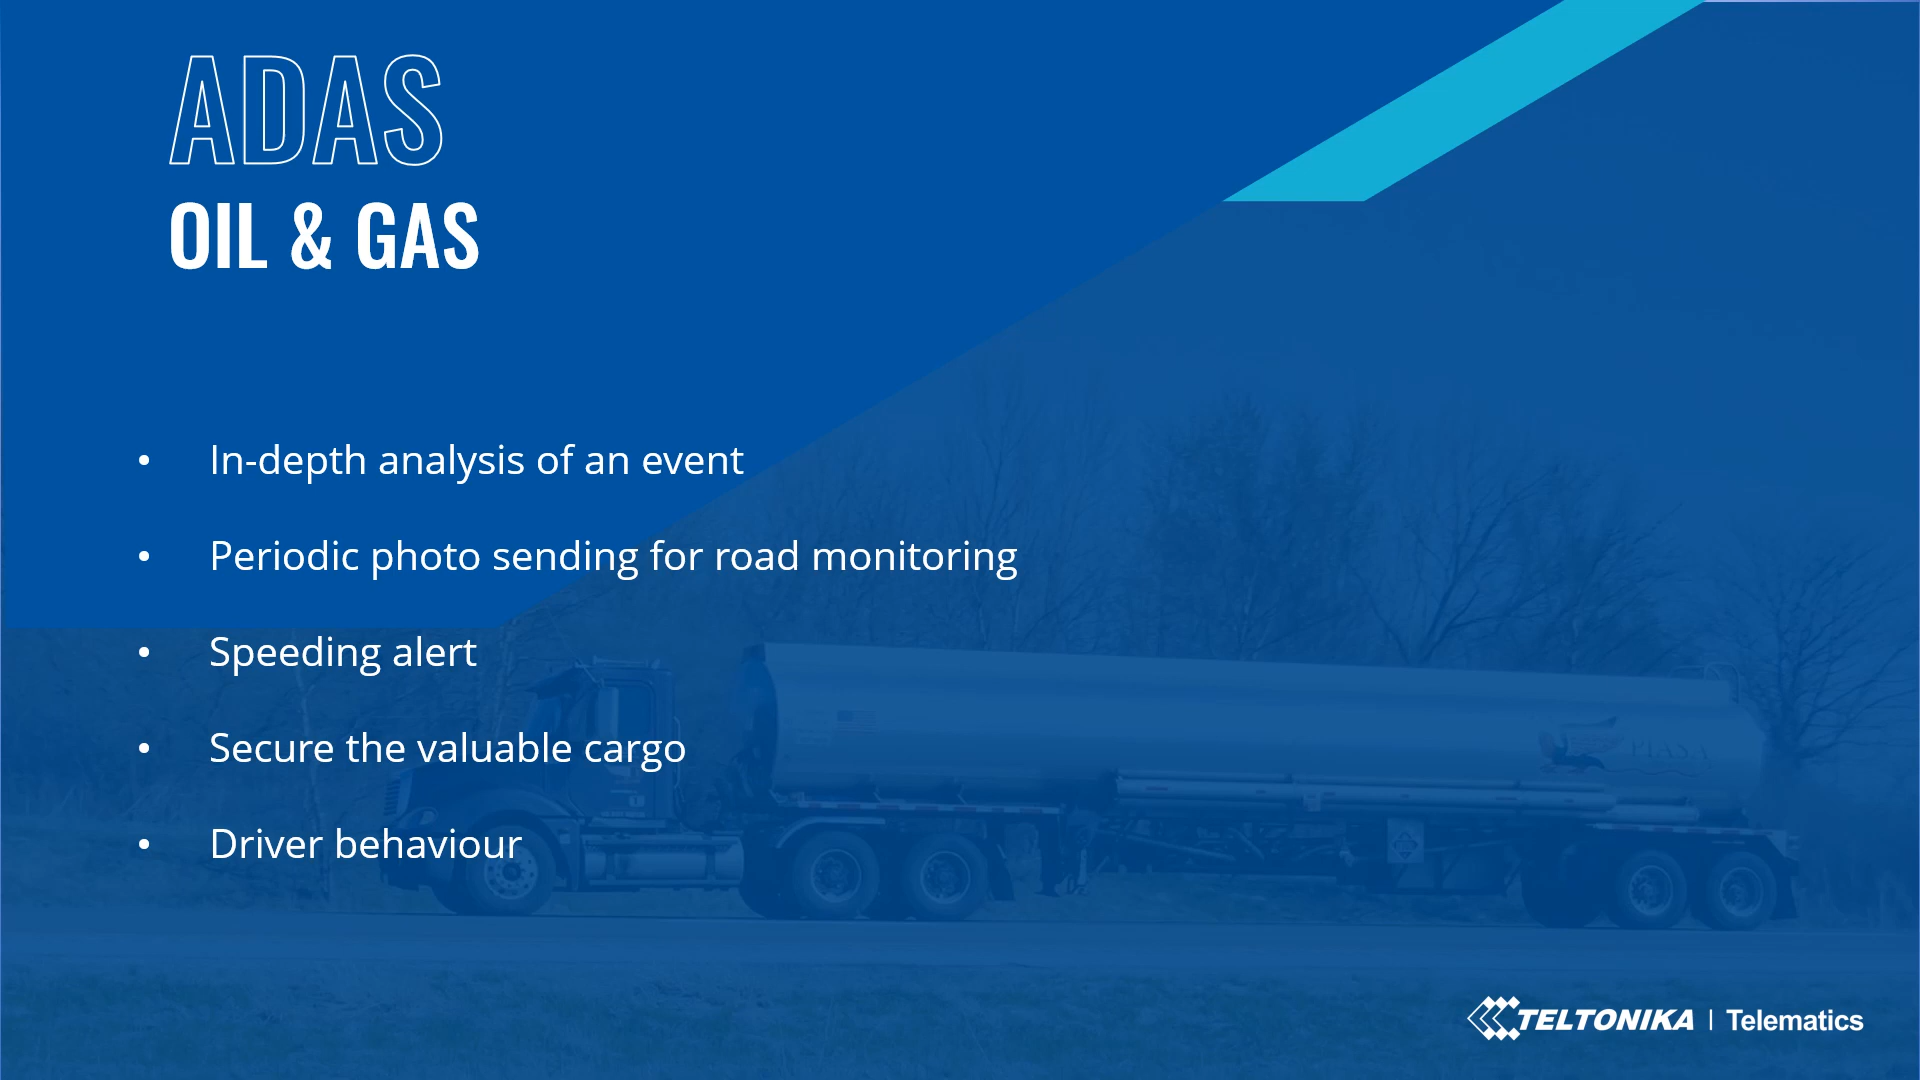 ADAS
OIL & GAS
• In-depth analysis of an event
• Periodic photo sending for road monitoring
• Speeding alert
• Secure the valuable cargo
• Driver behaviour
PIASA
TELTONIKA | Telematics